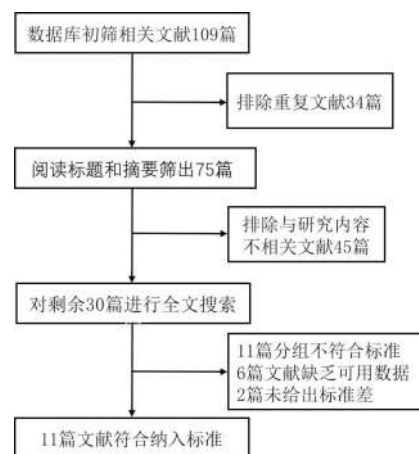 数据库初筛相关文献109篇
排除重复文献34篇
阅读标题和摘要筛出75篇
排除与研究内容
不相关文献45篇
对剩余30篇进行全文搜索
11篇分组不符合标准
6篇文献缺乏可用数据
2篇未给出标准差
11篇文献符合纳入标准